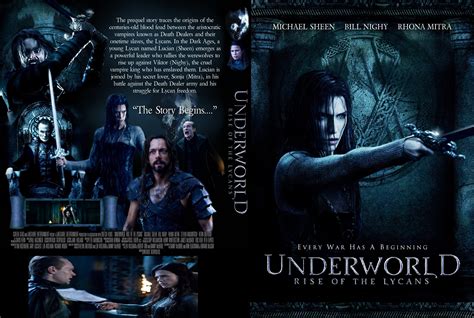 The prequel story traces the origins of the
centuries-old blood feud between the aristocratic
vampires known as Death Dealers and their
onetime slaves, the Lycans. In the Dark Ages, a
young Lycan named Lucian (Sheen) emerges as
a powerful leader who rallies the werewolves to
rise up against Viktor (Nighy), the cruel
vampire king who has enslaved them. Lucian is
joined by his secret lover, Sonja (Mitra), in his
battle against the Death Dealer army and his
struggle for Lycan freedom.
"The Story Begins...."
UNDERWORLD
RISE OF THE LYCANS
MICHAEL SHEEN BILL NIGHY RHONA MITRA
EVERY WAR HAS A BEGINNING
UNDERWORLD
RISE OF THE LYCANS